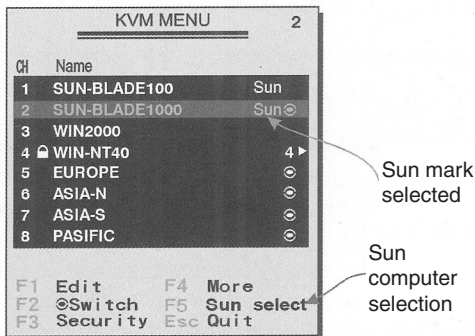 KVM MENU 2
CH Name
1 SUN-BLADE100 Sun
2 SUN-BLADE1000 Sun
3 WIN2000
4 WIN-NT40 4
5 EUROPE
6 ASIA-N
7 ASIA-S
8 PASIFIC
F1 Edit F4 More
F2 Switch F5 Sun select
F3 Security Esc Quit
Sun mark
selected
Sun
computer
selection